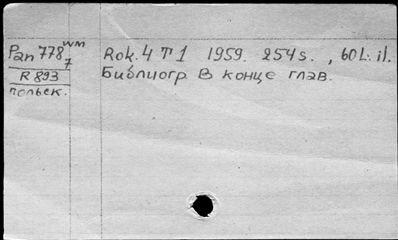 Pan 778 WM 7
R 893
польск.
Rok. 4 T 1 1959. 254 s. , 60 L. il.
Библиогр в конце глав.